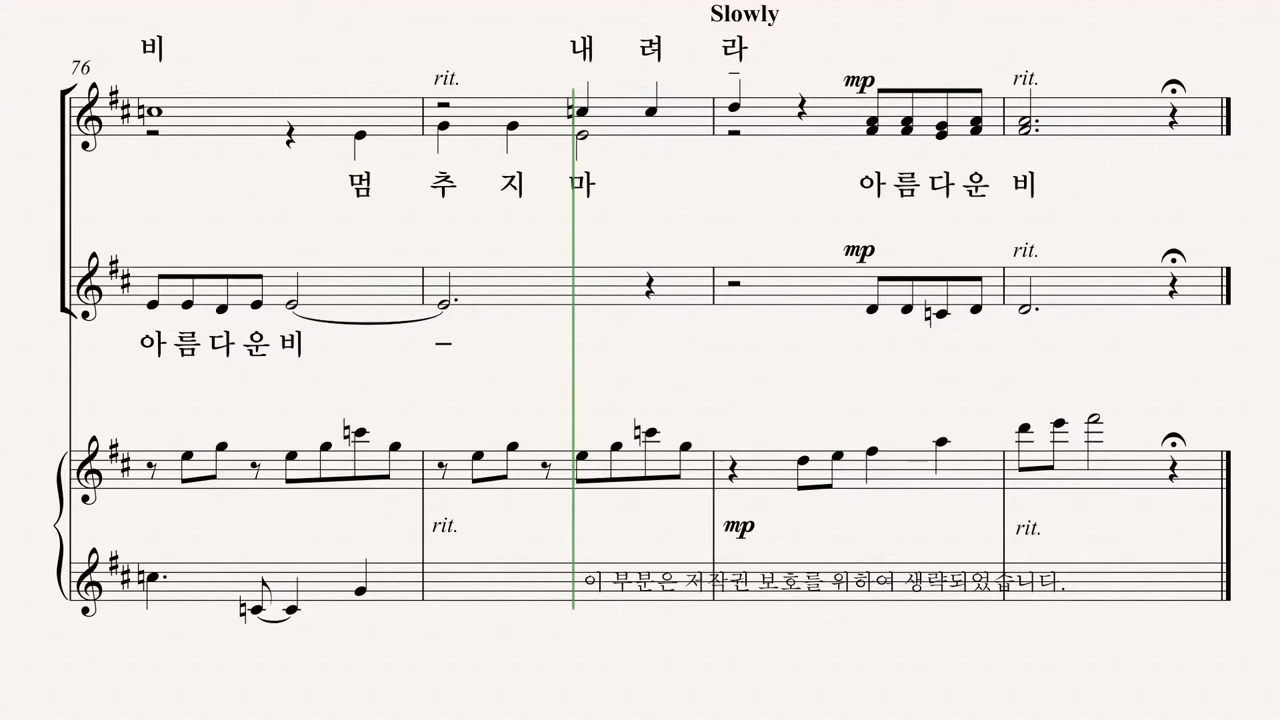 Slowly
비 내 려 라
76 rit. mp rit.
멈 추 지 마 아 름 다 운 비
mp rit.
아 름 다 운 비 –
rit. mp rit.
이 부분은 저작권 보호를 위하여 생략되었습니다.